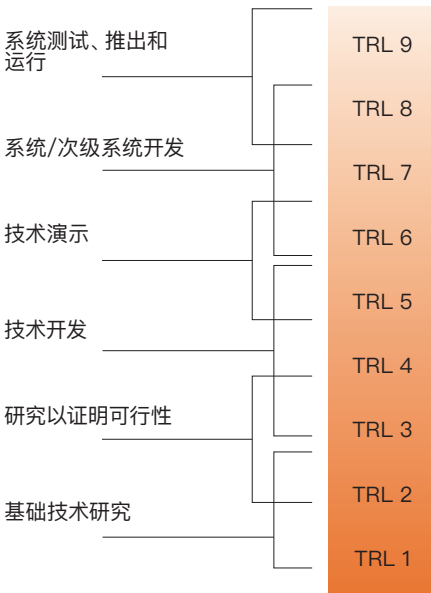 系统测试、推出和
运行
系统/次级系统开发
技术演示
技术开发
研究以证明可行性
基础技术研究
TRL 9
TRL 8
TRL 7
TRL 6
TRL 5
TRL 4
TRL 3
TRL 2
TRL 1